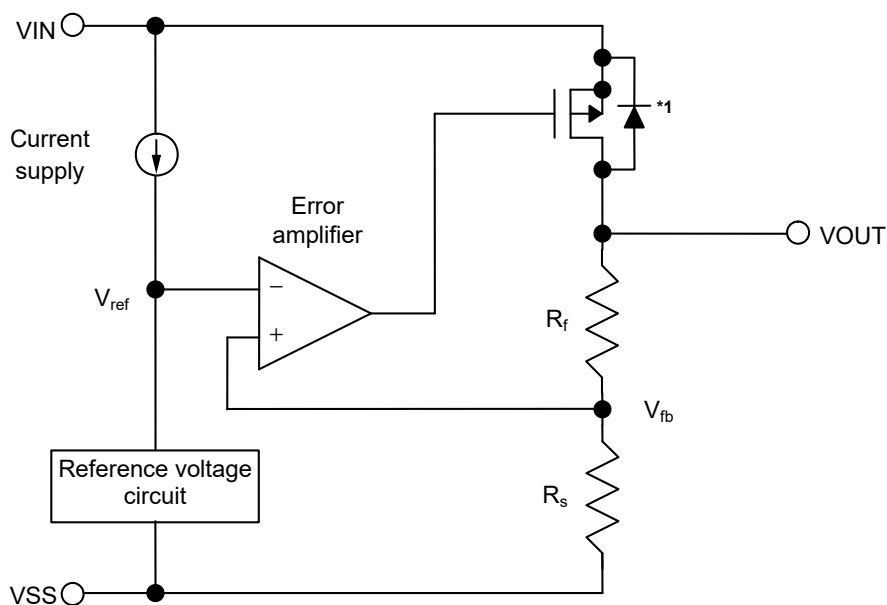 VIN
*1
Current
supply
Error
amplifier
VOUT
Vref
−
+
Rf
Vfb
Reference voltage
circuit
Rs
VSS